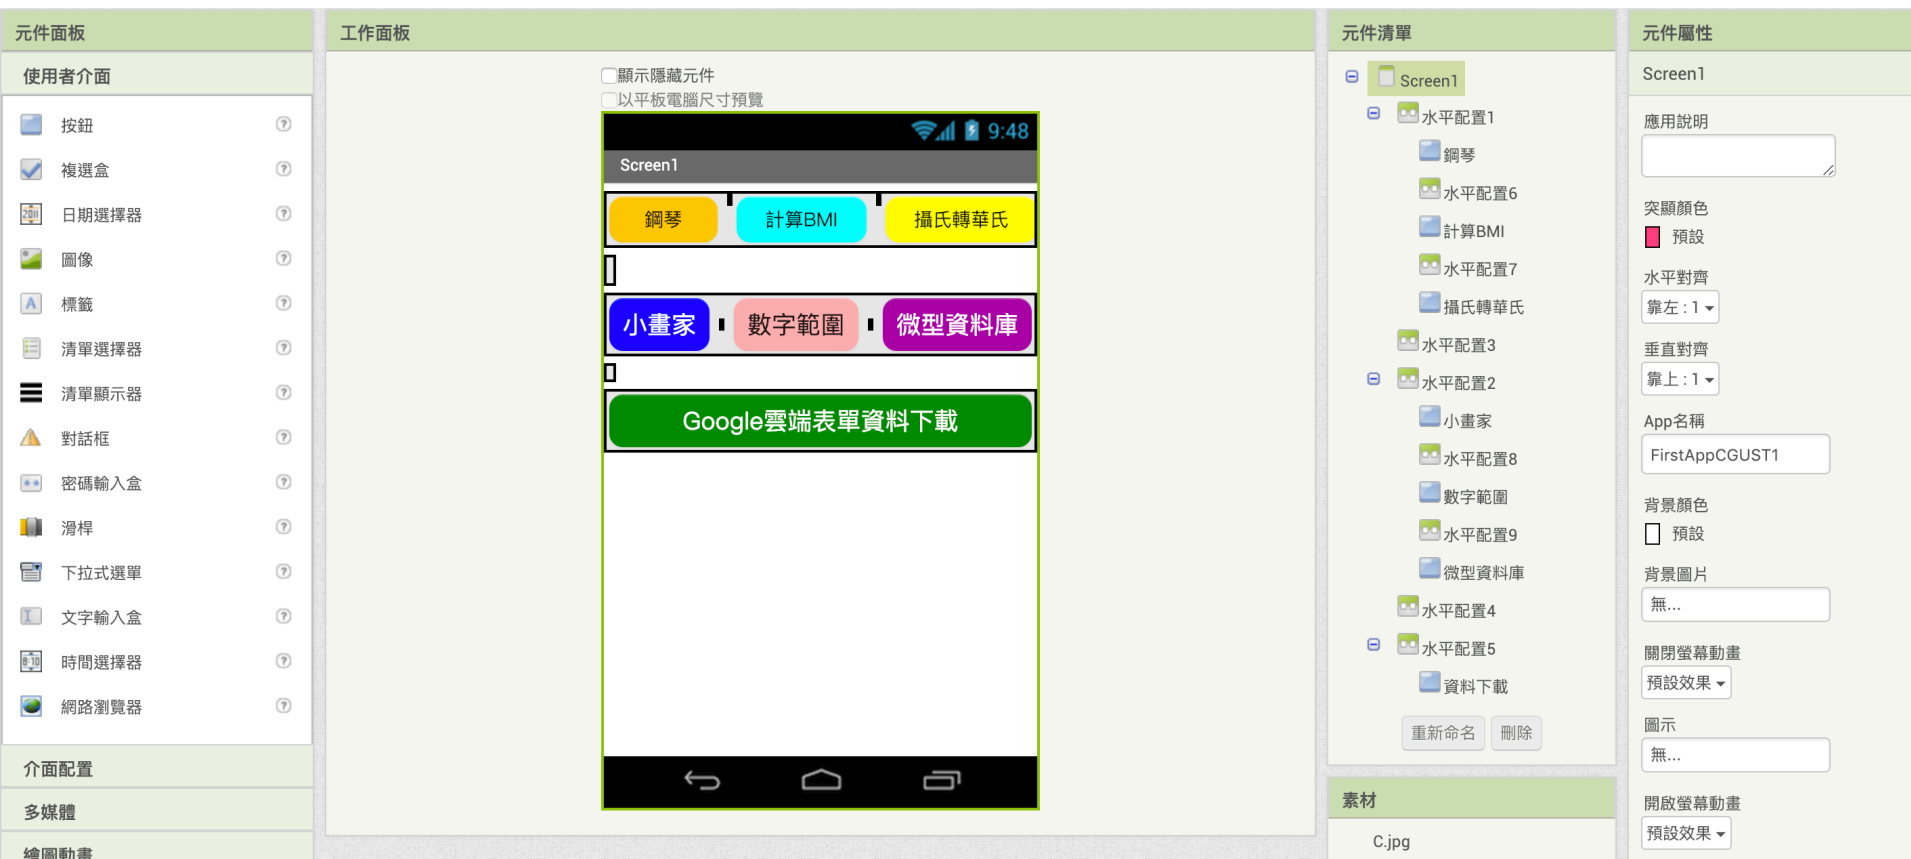 元件面板
使用者介面
按鈕
複選盒
日期選擇器
圖像
標籤
清單選擇器
清單顯示器
對話框
密碼輸入盒
滑桿
下拉式選單
文字輸入盒
時間選擇器
網路瀏覽器
介面配置
多媒體
繪圖動畫
工作面板
顯示隱藏元件
以平板電腦尺寸預覽
9:48
Screen1
鋼琴 計算BMI 攝氏轉華氏
小畫家 數字範圍 微型資料庫
Google雲端表單資料下載
元件清單
Screen1
水平配置1
鋼琴
水平配置6
計算BMI
水平配置7
攝氏轉華氏
水平配置3
水平配置2
小畫家
水平配置8
數字範圍
水平配置9
微型資料庫
水平配置4
水平配置5
資料下載
重新命名 刪除
素材
C.jpg
元件屬性
Screen1
應用說明
突顯顏色
預設
水平對齊
靠左 : 1
垂直對齊
靠上 : 1
App名稱
FirstAppCGUST1
背景顏色
預設
背景圖片
無...
關閉螢幕動畫
預設效果
圖示
無...
開啟螢幕動畫
預設效果